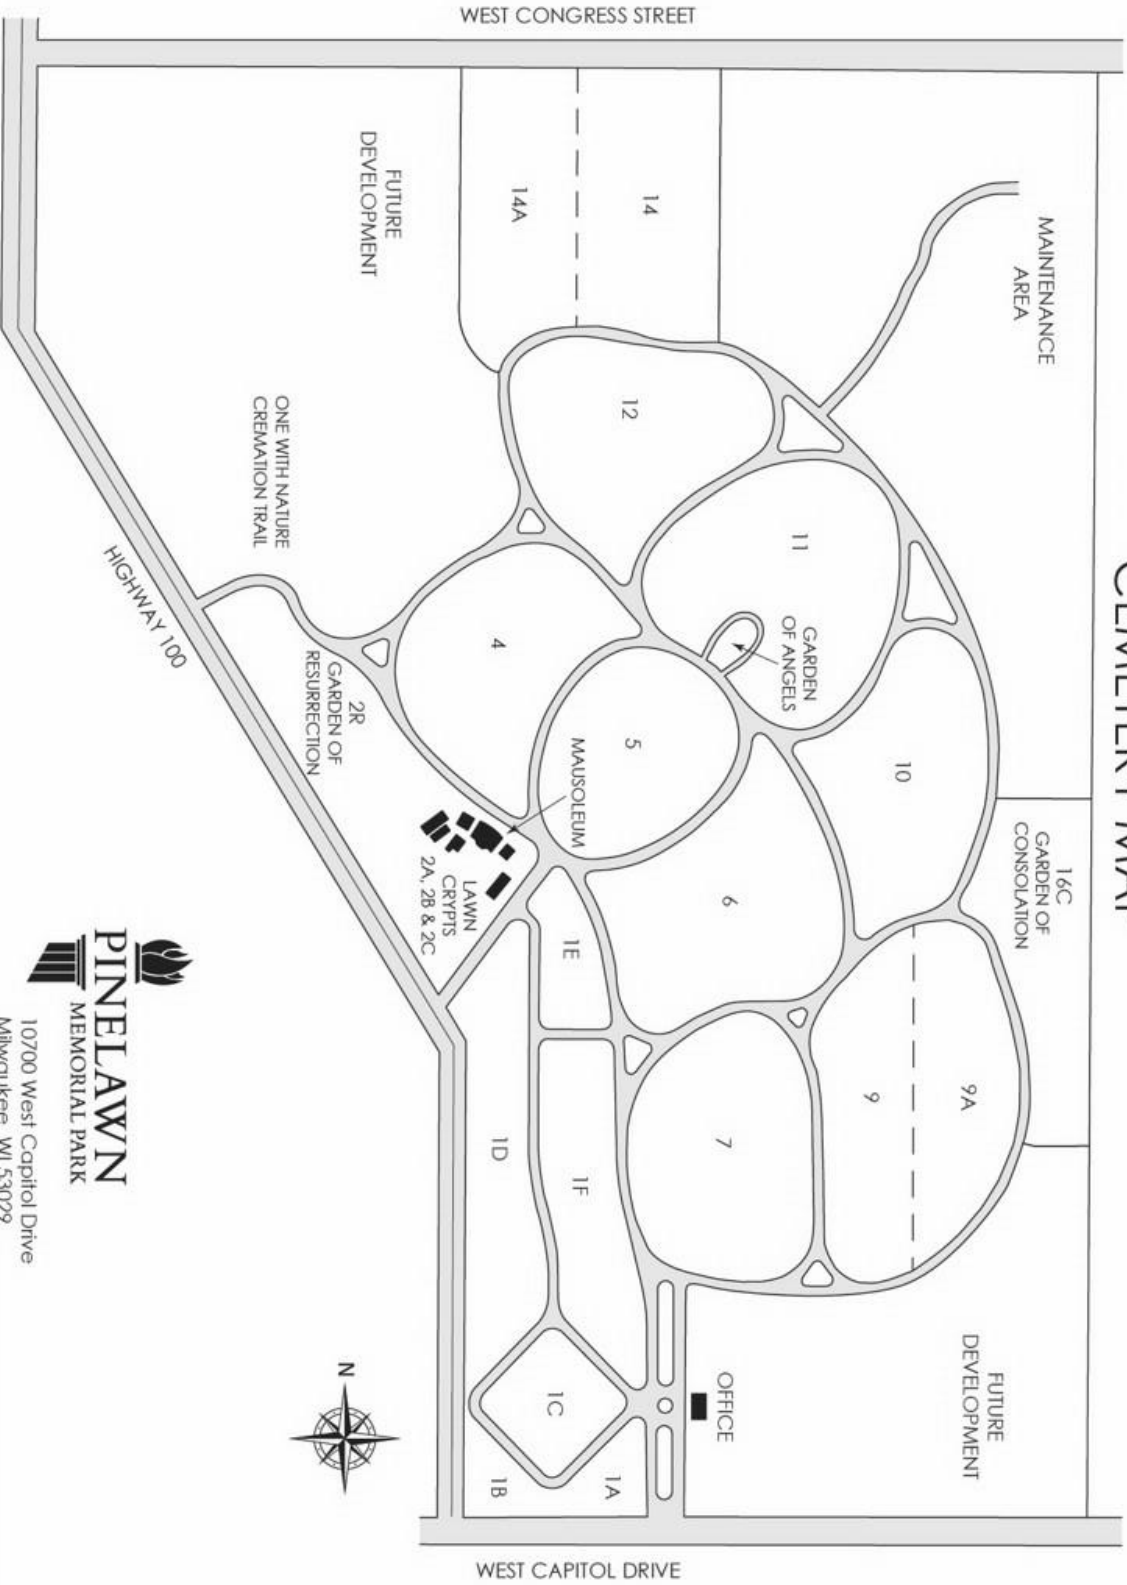 WEST CONGRESS STREET
CEMETERY MAP
MAINTENANCE
AREA
FUTURE
DEVELOPMENT
14A
14
12
11
GARDEN
OF ANGELS
ONE WITH NATURE
CREMATION TRAIL
HIGHWAY 100
4
2R
GARDEN OF
RESURRECTION
5
MAUSOLEUM
10
16C
GARDEN OF
CONSOLATION
LAWN
CRYPTS
2A, 2B & 2C
6
1E
9A
9
7
1D
1F
1C
1A
1B
OFFICE
FUTURE
DEVELOPMENT
N
PINELAWN
MEMORIAL PARK
10700 West Capitol Drive
Milwaukee, WI 53022
WEST CAPITOL DRIVE